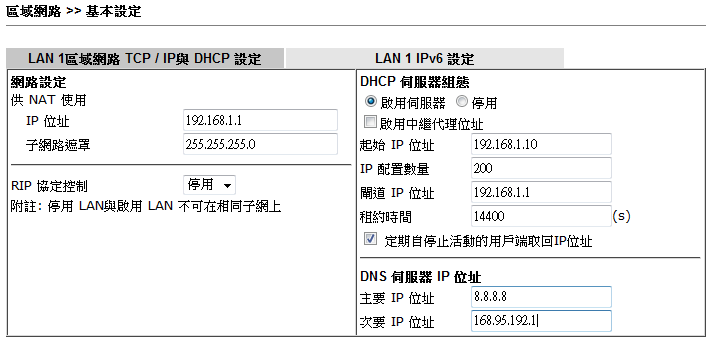 區域網路 >> 基本設定
LAN 1區域網路 TCP / IP與 DHCP 設定
LAN 1 IPv6 設定
網路設定
供 NAT 使用
IP 位址 192.168.1.1
子網路遮罩 255.255.255.0
RIP 協定控制 停用
附註: 停用 LAN與啟用 LAN 不可在相同子網上
DHCP 伺服器組態
啟用伺服器 停用
啟用中繼代理位址
起始 IP 位址 192.168.1.10
IP 配置數量 200
閘道 IP 位址 192.168.1.1
租約時間 14400 (s)
定期自停止活動的用戶端取回IP位址
DNS 伺服器 IP 位址
主要 IP 位址 8.8.8.8
次要 IP 位址 168.95.192.1